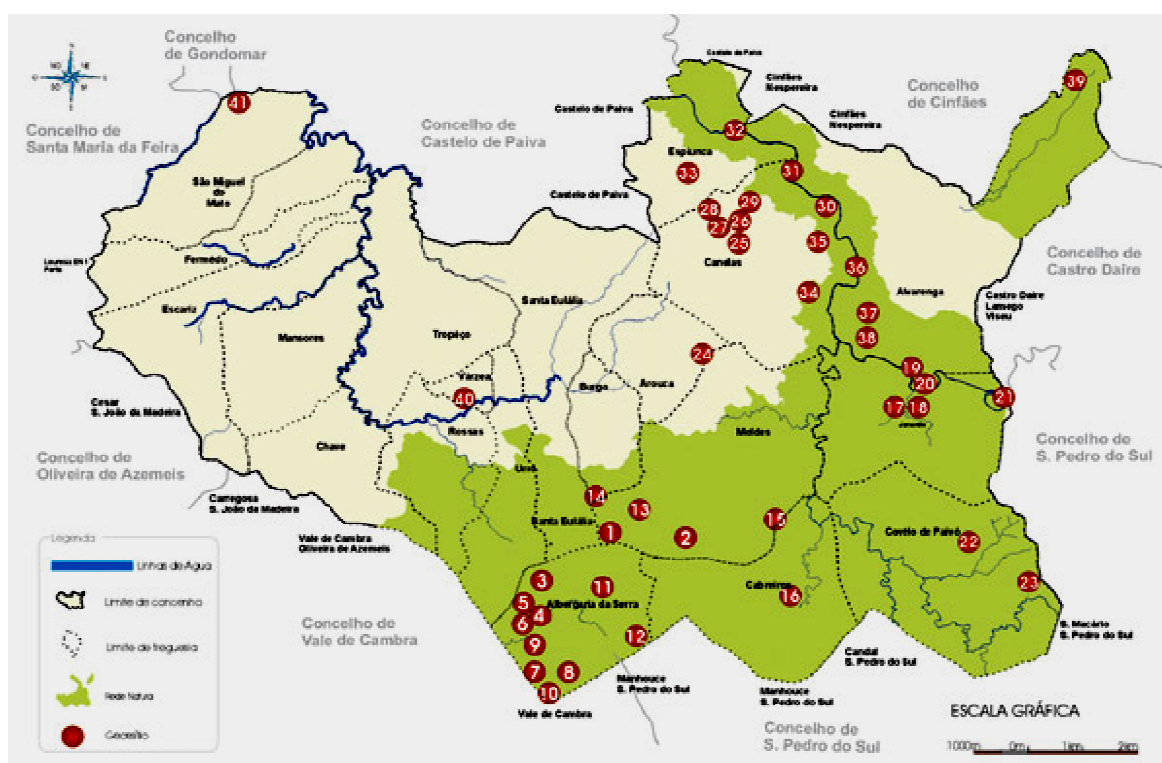 Concelho
de Gondomar
41
Concelho de
Santa Maria da Feira
Concelho de
Castelo de Paiva
Castelo de Paiva
Cinfães
Nespereira
Concelho
de Cinfães
39
Castelo de Paiva
Cinfães
Nespereira
32
Espiunca
33
31
São Miguel
do Mato
Castelo de Paiva
28
29
30
27
26
25
35
Canelas
36
Concelho de
Castro Daire
Fermêdo
Escariz
Santa Eulália
34
Alvarenga
Castro Daire
Lamego
Viseu
Mansores
Tropêço
37
38
24
19
20
21
Várzea
40
Burgo
Arouca
17
18
Cesar
S. João da Madeira
Rossas
Moldes
Concelho de
S. Pedro do Sul
Chave
Concelho de
Oliveira de Azemeis
Urrô
Carregosa
S. João da Madeira
14
13
Santa Eulália
1
2
15
Covêlo de Paivó
22
Vale de Cambra
Oliveira de Azemeis
Legenda
Linhas de Água
Limite de concelho
Limite de freguesia
Rede Natura
Geosítio
3
11
5
4
Albergaria da Serra
6
Cabreiros
16
23
Concelho de
Vale de Cambra
9
12
7
8
10
S. Macário
S. Pedro do Sul
Candal
S. Pedro do Sul
Manhouce
S. Pedro do Sul
Manhouce
S. Pedro do Sul
Vale de Cambra
Concelho de
S. Pedro do Sul
ESCALA GRÁFICA
1000m
0m
1km
2km